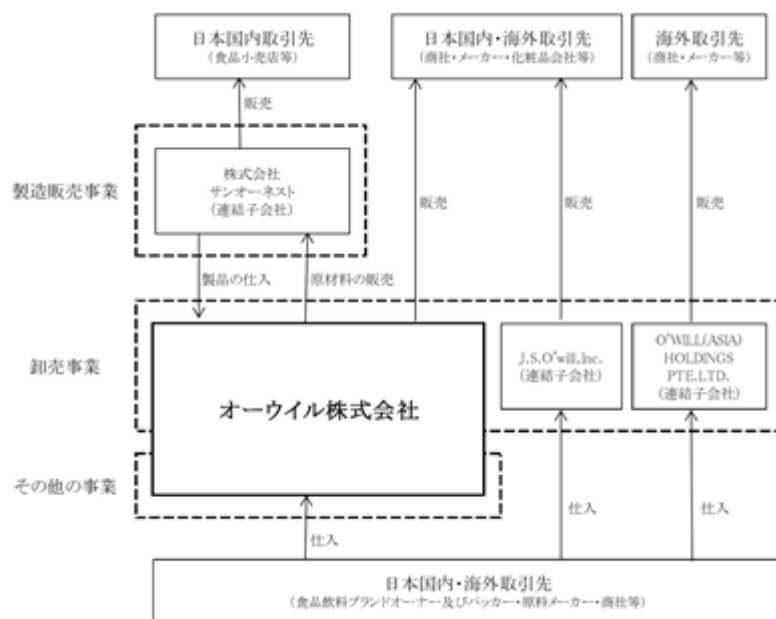 日本国内取引先
(食品小売店等)
日本国内・海外取引先
(商社・メーカー・化粧品会社等)
海外取引先
(商社・メーカー等)
販売
株式会社
サンオーネスト
(連結子会社)
製造販売事業
販売
販売
販売
製品の仕入
原材料の販売
卸売事業
オーウイル株式会社
J.S.O'will,Inc.
(連結子会社)
O'WILL(ASIA)
HOLDINGS
PTE.LTD.
(連結子会社)
その他の事業
仕入
仕入
仕入
日本国内・海外取引先
(食品飲料ブランドオーナー及びパッカー・原料メーカー・商社等)